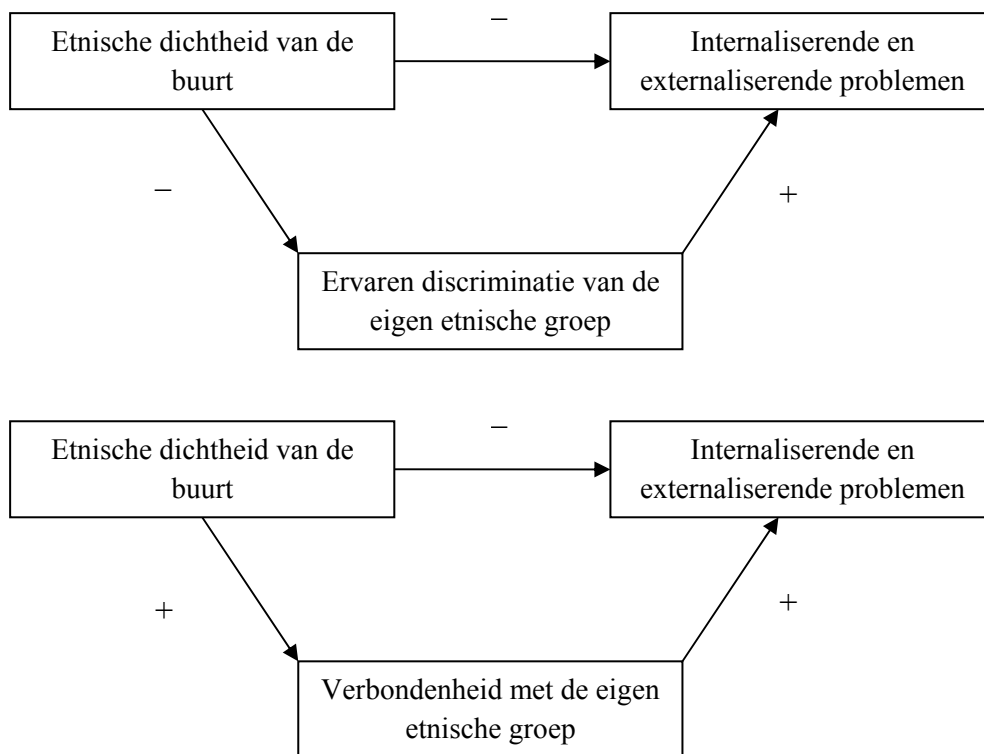 –
Etnische dichtheid van de
buurt
Internaliserende en
externaliserende problemen
–
+
Ervaren discriminatie van de
eigen etnische groep
–
Etnische dichtheid van de
buurt
Internaliserende en
externaliserende problemen
+
+
Verbondenheid met de eigen
etnische groep